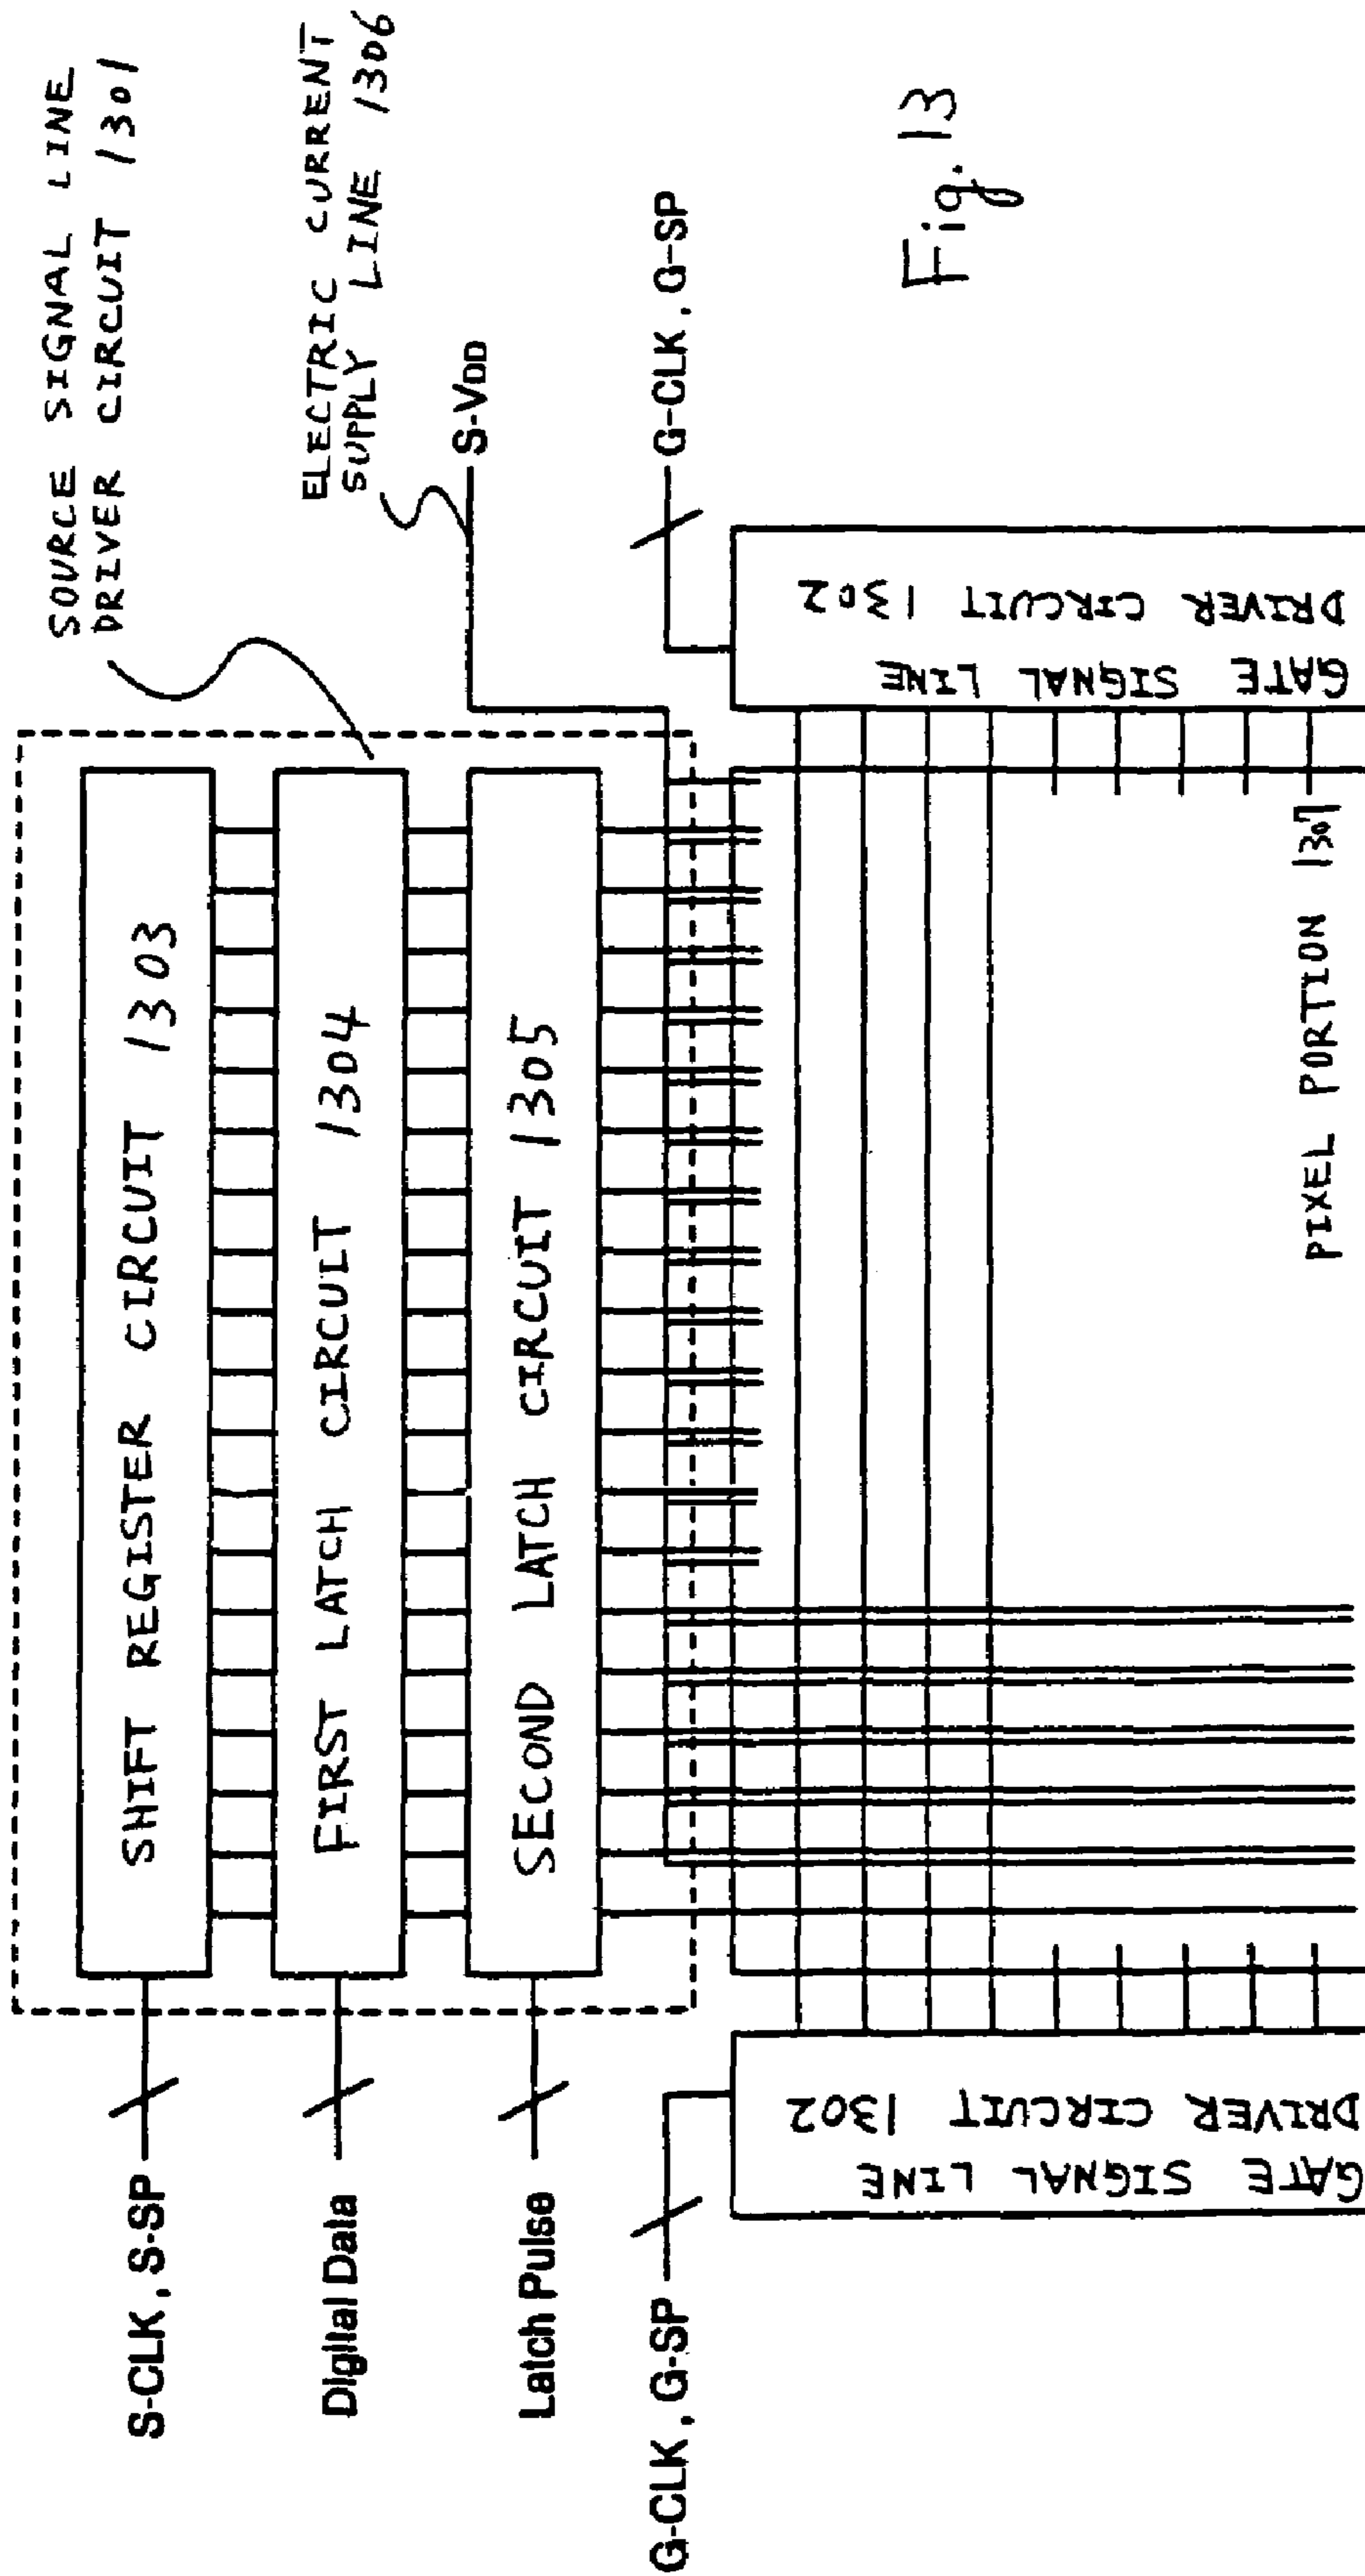 SOURCE SIGNAL LINE
DRIVER CIRCUIT 1301
ELECTRIC CURRENT
SUPPLY LINE 1306
S-VDD
S-CLK, S-SP
SHIFT REGISTER CIRCUIT 1303
Digital Data
FIRST LATCH CIRCUIT 1304
Latch Pulse
SECOND LATCH CIRCUIT 1305
G-CLK, G-SP
G-CLK, G-SP
GATE SIGNAL LINE
DRIVER CIRCUIT 1302
GATE SIGNAL LINE
DRIVER CIRCUIT 1302
PIXEL PORTION 1307
Fig. 13